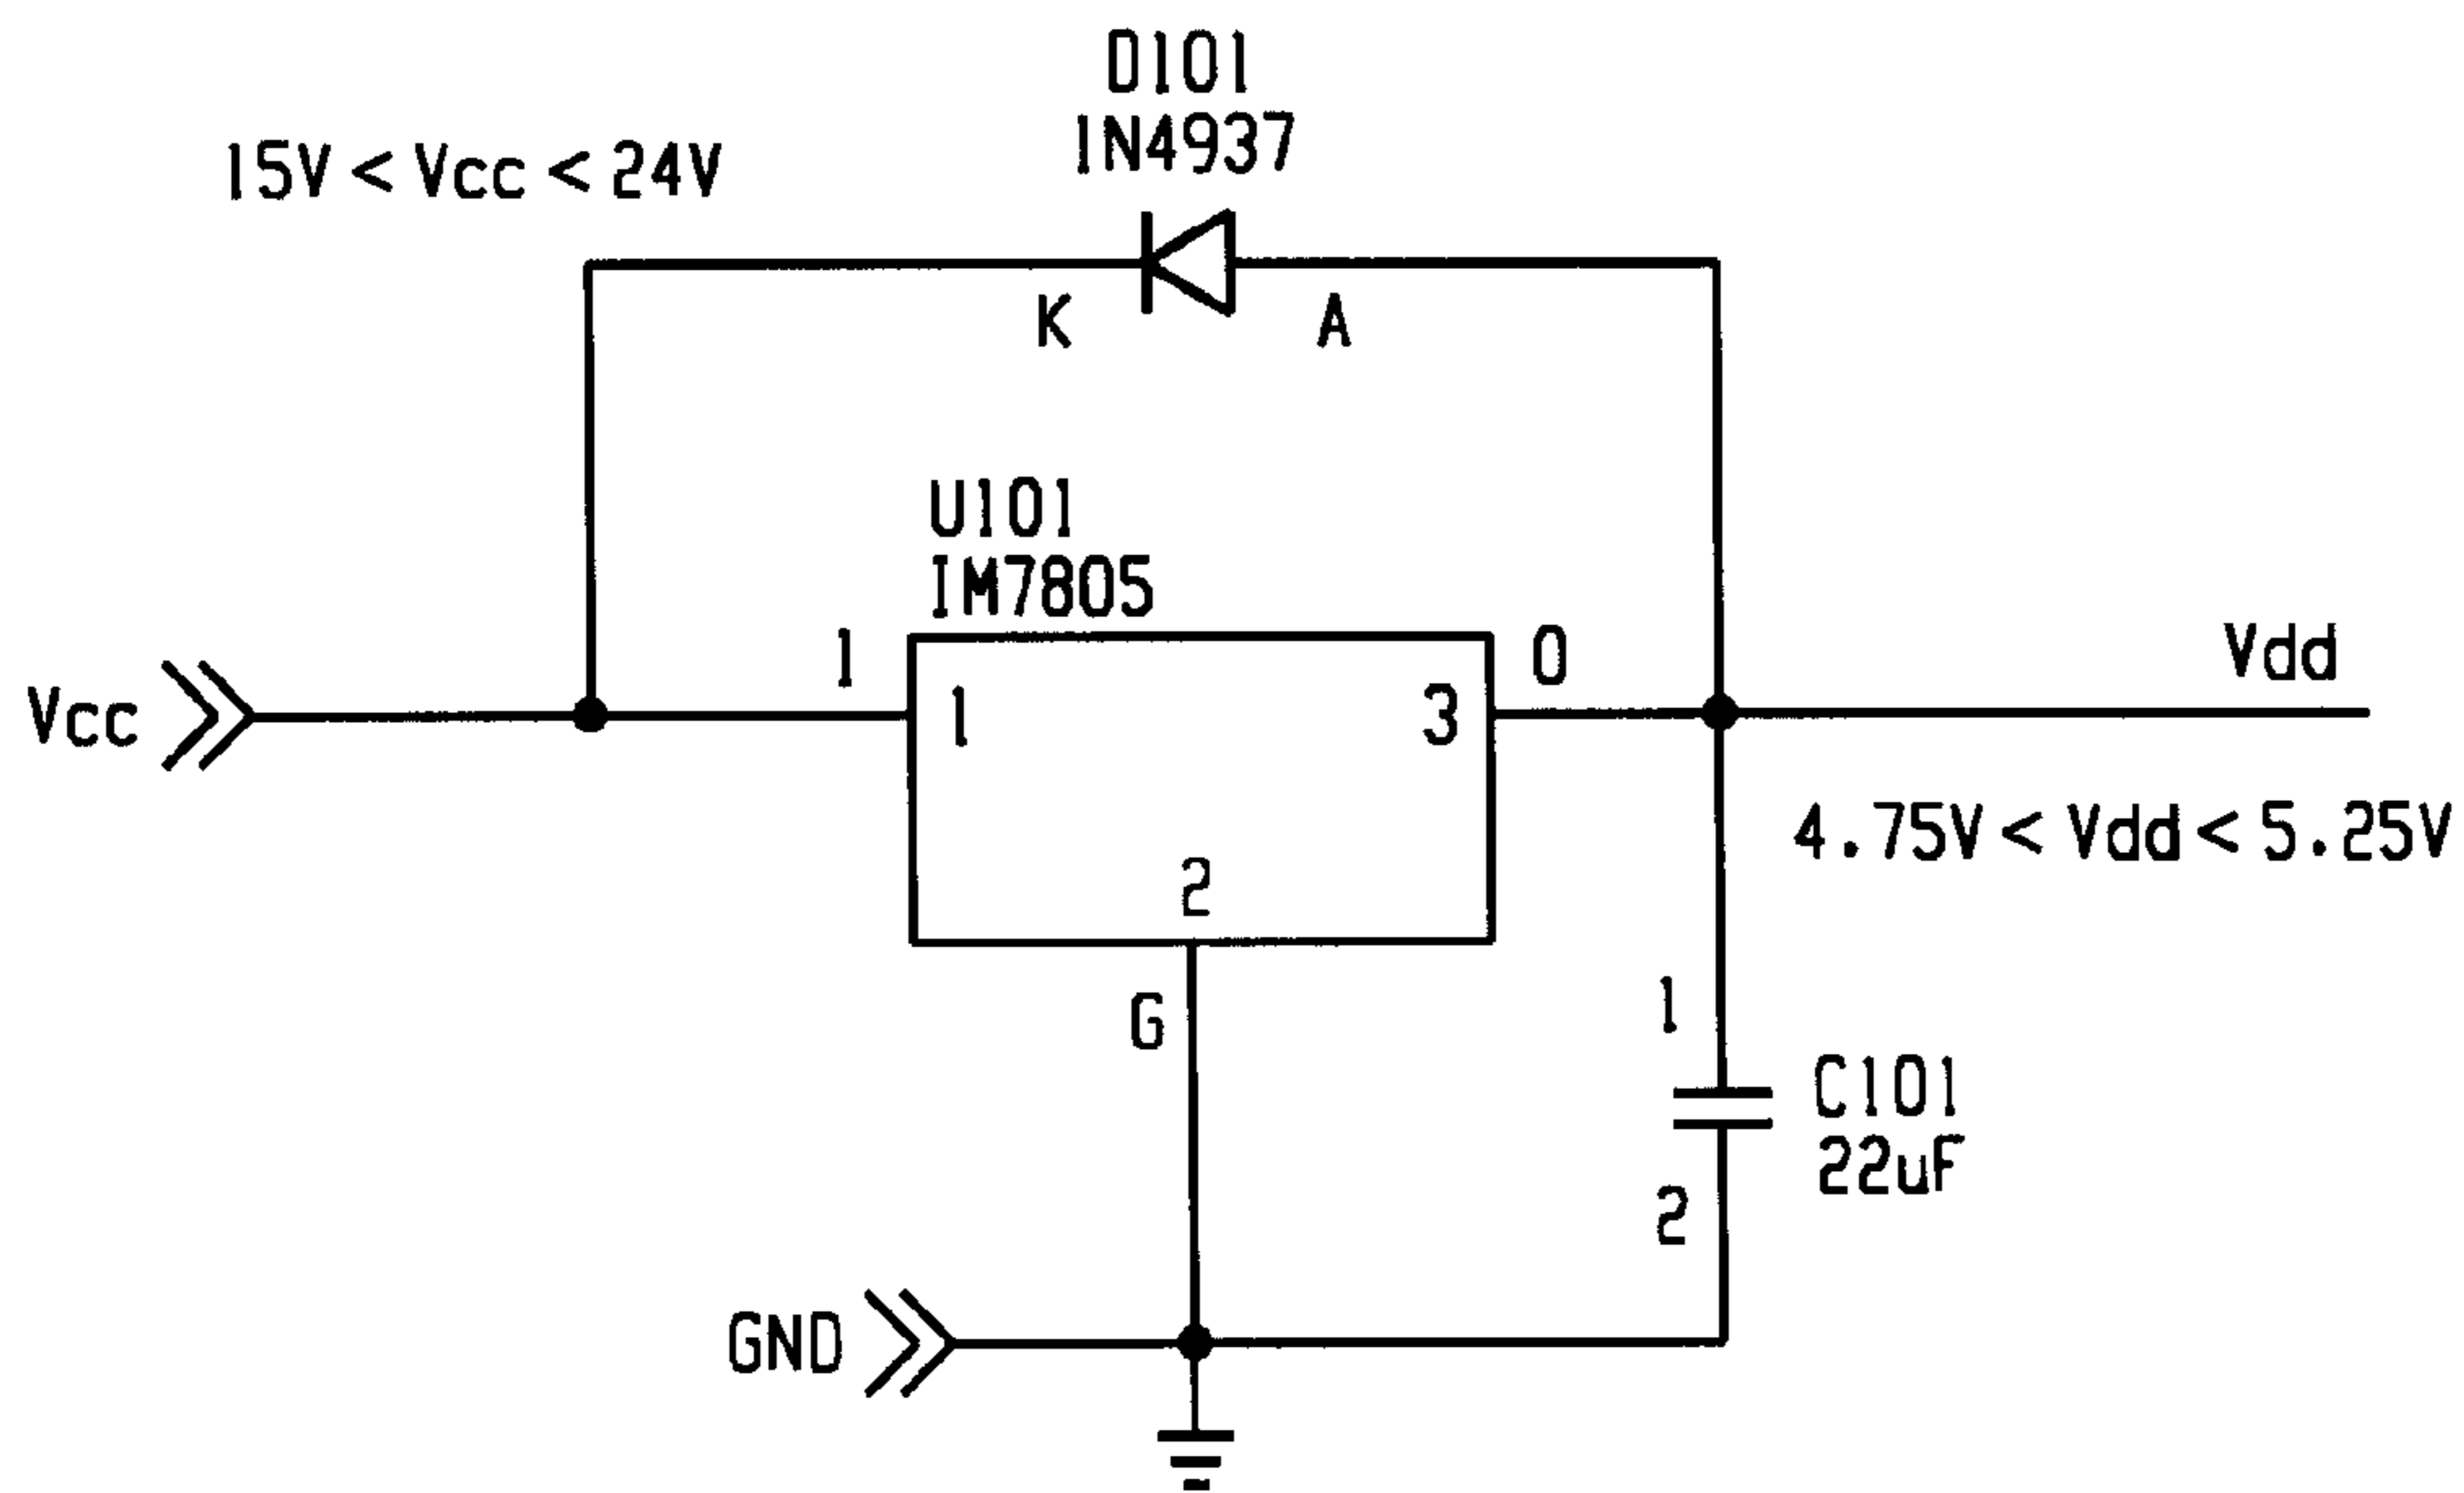 D101
1N4937
15V < Vcc < 24V
K
A
U101
IM7805
1
O
Vdd
Vcc
1
3
4.75V < Vdd < 5.25V
2
G
1
C101
22uF
2
GND